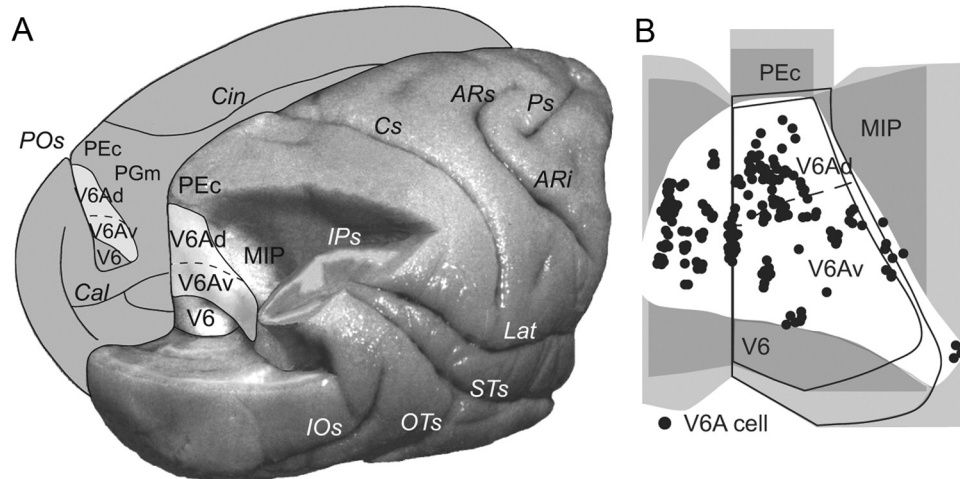 A
Cin
POs
PEc
PGm
V6Ad
V6Av
V6
Cal
PEc
V6Ad
MIP
V6Av
V6
IPs
Cs
ARs
Ps
ARi
Lat
STs
OTs
IOs
B
PEc
MIP
V6Ad
V6Av
V6
V6A cell